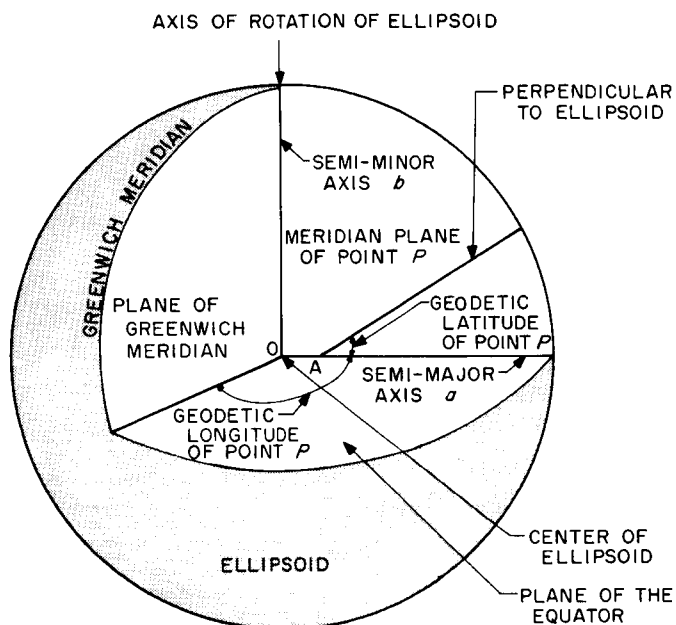 AXIS OF ROTATION OF ELLIPSOID
PERPENDICULAR
TO ELLIPSOID
SEMI-MINOR
AXIS b
GREENWICH MERIDIAN
MERIDIAN PLANE
OF POINT P
PLANE OF
GREENWICH
MERIDIAN
GEODETIC
LATITUDE
OF POINT P
O
A
SEMI-MAJOR
AXIS a
GEODETIC
LONGITUDE
OF POINT P
CENTER OF
ELLIPSOID
ELLIPSOID
PLANE OF THE
EQUATOR